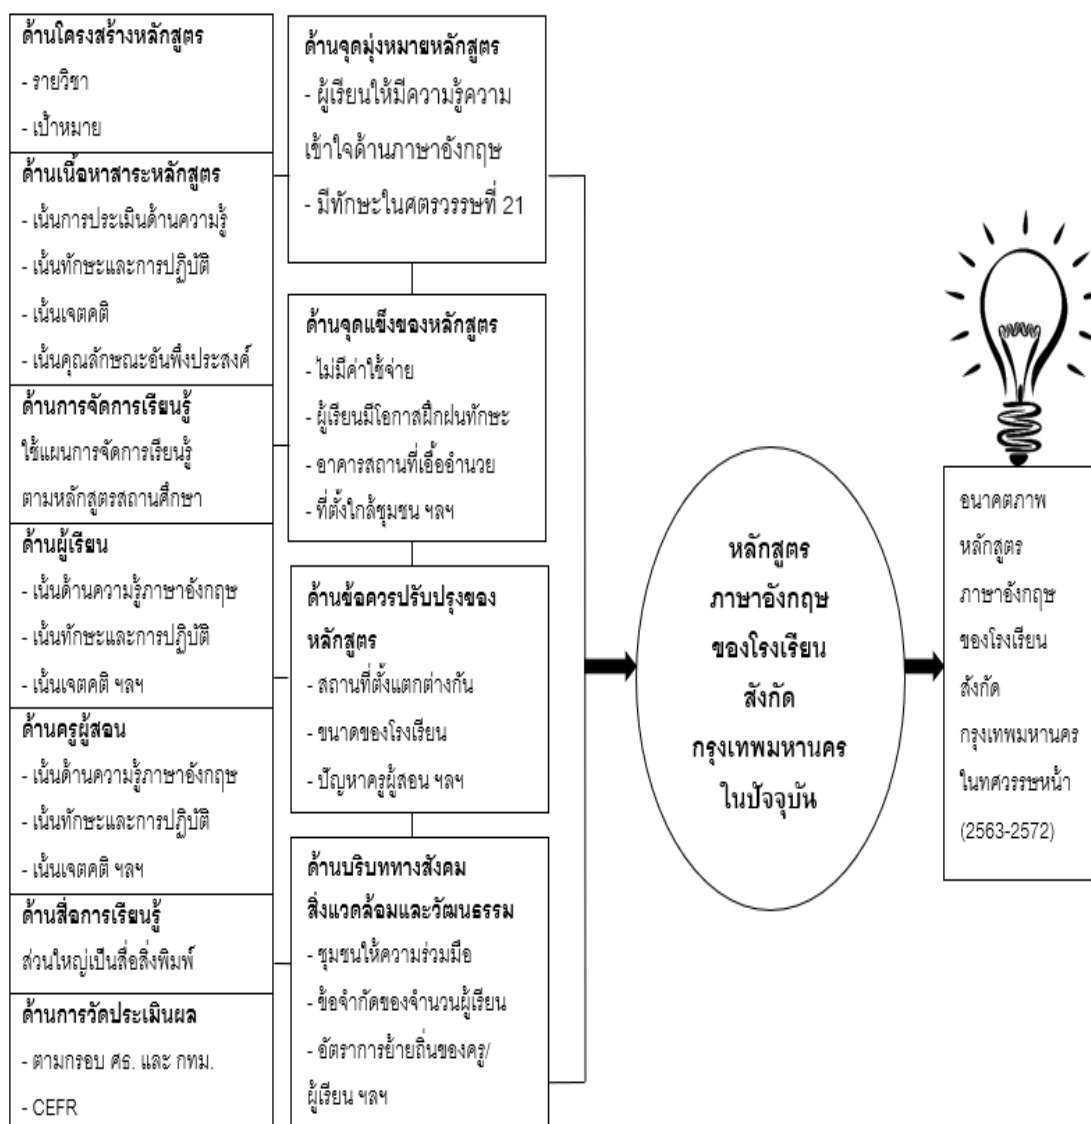 ด้านโครงสร้างหลักสูตร
- รายวิชา
- เป้าหมาย
ด้านเนื้อหาสาระหลักสูตร
- เน้นการประเมินด้านความรู้
- เน้นทักษะและการปฏิบัติ
- เน้นเจตคติ
- เน้นคุณลักษณะอันพึงประสงค์
ด้านการจัดการเรียนรู้
ใช้แผนการจัดการเรียนรู้
ตามหลักสูตรสถานศึกษา
ด้านผู้เรียน
- เน้นด้านความรู้ภาษาอังกฤษ
- เน้นทักษะและการปฏิบัติ
- เน้นเจตคติ ฯลฯ
ด้านครูผู้สอน
- เน้นด้านความรู้ภาษาอังกฤษ
- เน้นทักษะและการปฏิบัติ
- เน้นเจตคติ ฯลฯ
ด้านสื่อการเรียนรู้
ส่วนใหญ่เป็นสื่อสิ่งพิมพ์
ด้านการวัดประเมินผล
- ตามกรอบ ศธ. และ กทม.
- CEFR
ด้านจุดมุ่งหมายหลักสูตร
- ผู้เรียนให้มีความรู้ความ
เข้าใจด้านภาษาอังกฤษ
- มีทักษะในศตวรรษที่ 21
ด้านจุดแข็งของหลักสูตร
- ไม่มีค่าใช้จ่าย
- ผู้เรียนมีโอกาสฝึกฝนทักษะ
- อาคารสถานที่เอื้ออำนวย
- ที่ตั้งใกล้ชุมชน ฯลฯ
ด้านข้อควรปรับปรุงของ
หลักสูตร
- สถานที่ตั้งแตกต่างกัน
- ขนาดของโรงเรียน
- ปัญหาครูผู้สอน ฯลฯ
ด้านบริบททางสังคม
สิ่งแวดล้อมและวัฒนธรรม
- ชุมชนให้ความร่วมมือ
- ข้อจำกัดของจำนวนผู้เรียน
- อัตราการย้ายถิ่นของครู/
ผู้เรียน ฯลฯ
หลักสูตร
ภาษาอังกฤษ
ของโรงเรียน
สังกัด
กรุงเทพมหานคร
ในปัจจุบัน
อนาคตภาพ
หลักสูตร
ภาษาอังกฤษ
ของโรงเรียน
สังกัด
กรุงเทพมหานคร
ในทศวรรษหน้า
(2563-2572)